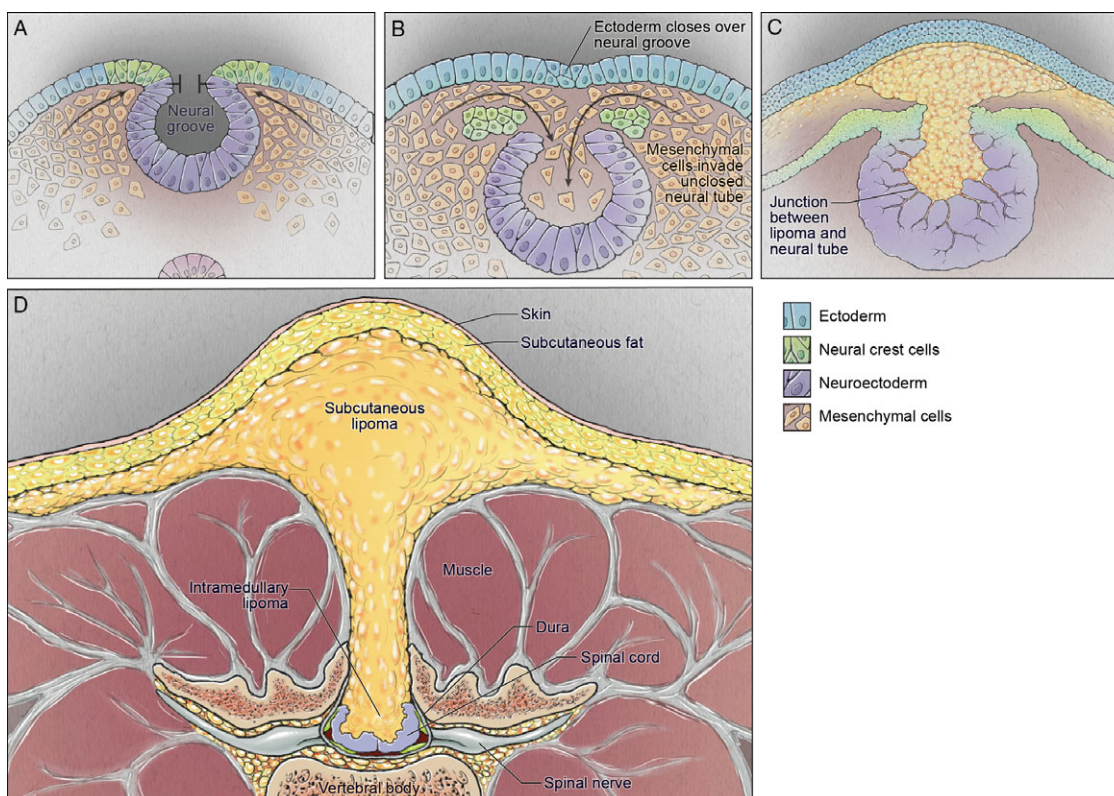 A
Neural
groove
B
Ectoderm closes over
neural groove
Mesenchymal
cells invade
unclosed
neural tube
C
Junction
between
lipoma and
neural tube
D
Skin
Subcutaneous fat
Subcutaneous
lipoma
Muscle
Intramedullary
lipoma
Dura
Spinal cord
Spinal nerve
Vertebral body
Ectoderm
Neural crest cells
Neuroectoderm
Mesenchymal cells